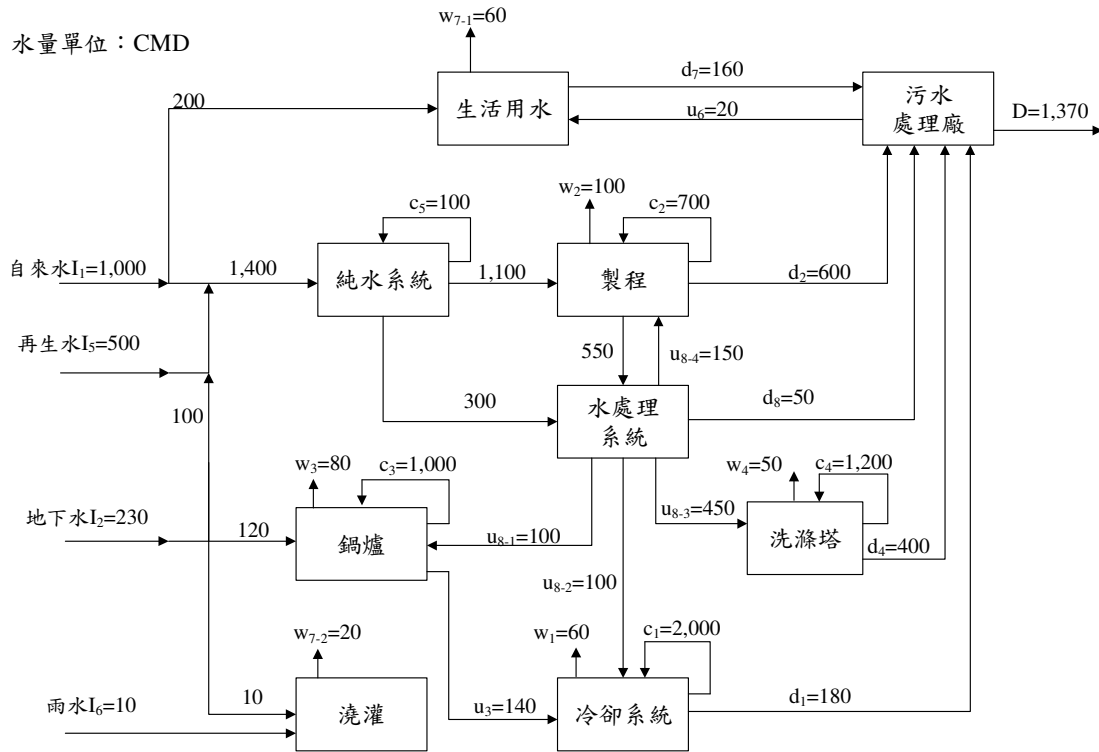 水量單位：CMD
w7-1=60
200
生活用水
d7=160
u6=20
污水
處理廠
D=1,370
自來水I1=1,000
1,400
c5=100
純水系統
1,100
w2=100
c2=700
製程
d2=600
再生水I5=500
550
u8-4=150
100
300
水處理
系統
d8=50
w3=80
c3=1,000
w4=50
c4=1,200
地下水I2=230
120
鍋爐
u8-1=100
u8-3=450
洗滌塔
d4=400
u8-2=100
w7-2=20
w1=60
c1=2,000
雨水I6=10
10
澆灌
u3=140
冷卻系統
d1=180